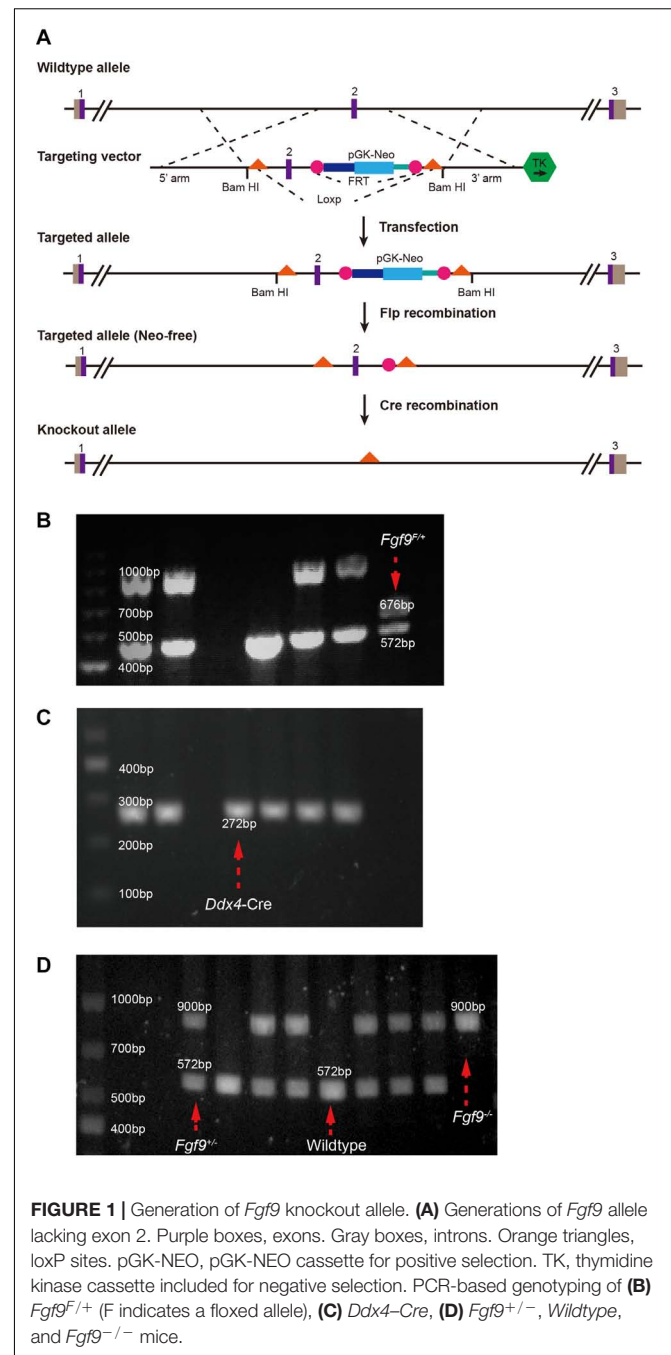 A
Wildtype allele
1 2 3
Targeting vector
2 pGK-Neo TK
5' arm FRT 3' arm
Bam HI Bam HI
Loxp
Transfection
Targeted allele
1 2 pGK-Neo 3
Bam HI Bam HI
Flp recombination
Targeted allele (Neo-free)
1 2 3
Cre recombination
Knockout allele
1 3
B
Fgf9F/+
1000bp
676bp
700bp
500bp
572bp
400bp
C
400bp
300bp
272bp
200bp
100bp
Ddx4-Cre
D
1000bp 900bp 900bp
700bp
572bp 572bp
500bp
400bp
Fgf9+/- Wildtype Fgf9-/-
FIGURE 1 | Generation of Fgf9 knockout allele. (A) Generations of Fgf9 allele
lacking exon 2. Purple boxes, exons. Gray boxes, introns. Orange triangles,
loxP sites. pGK-NEO, pGK-NEO cassette for positive selection. TK, thymidine
kinase cassette included for negative selection. PCR-based genotyping of (B)
Fgf9F/+ (F indicates a floxed allele), (C) Ddx4–Cre, (D) Fgf9+/−, Wildtype,
and Fgf9−/− mice.